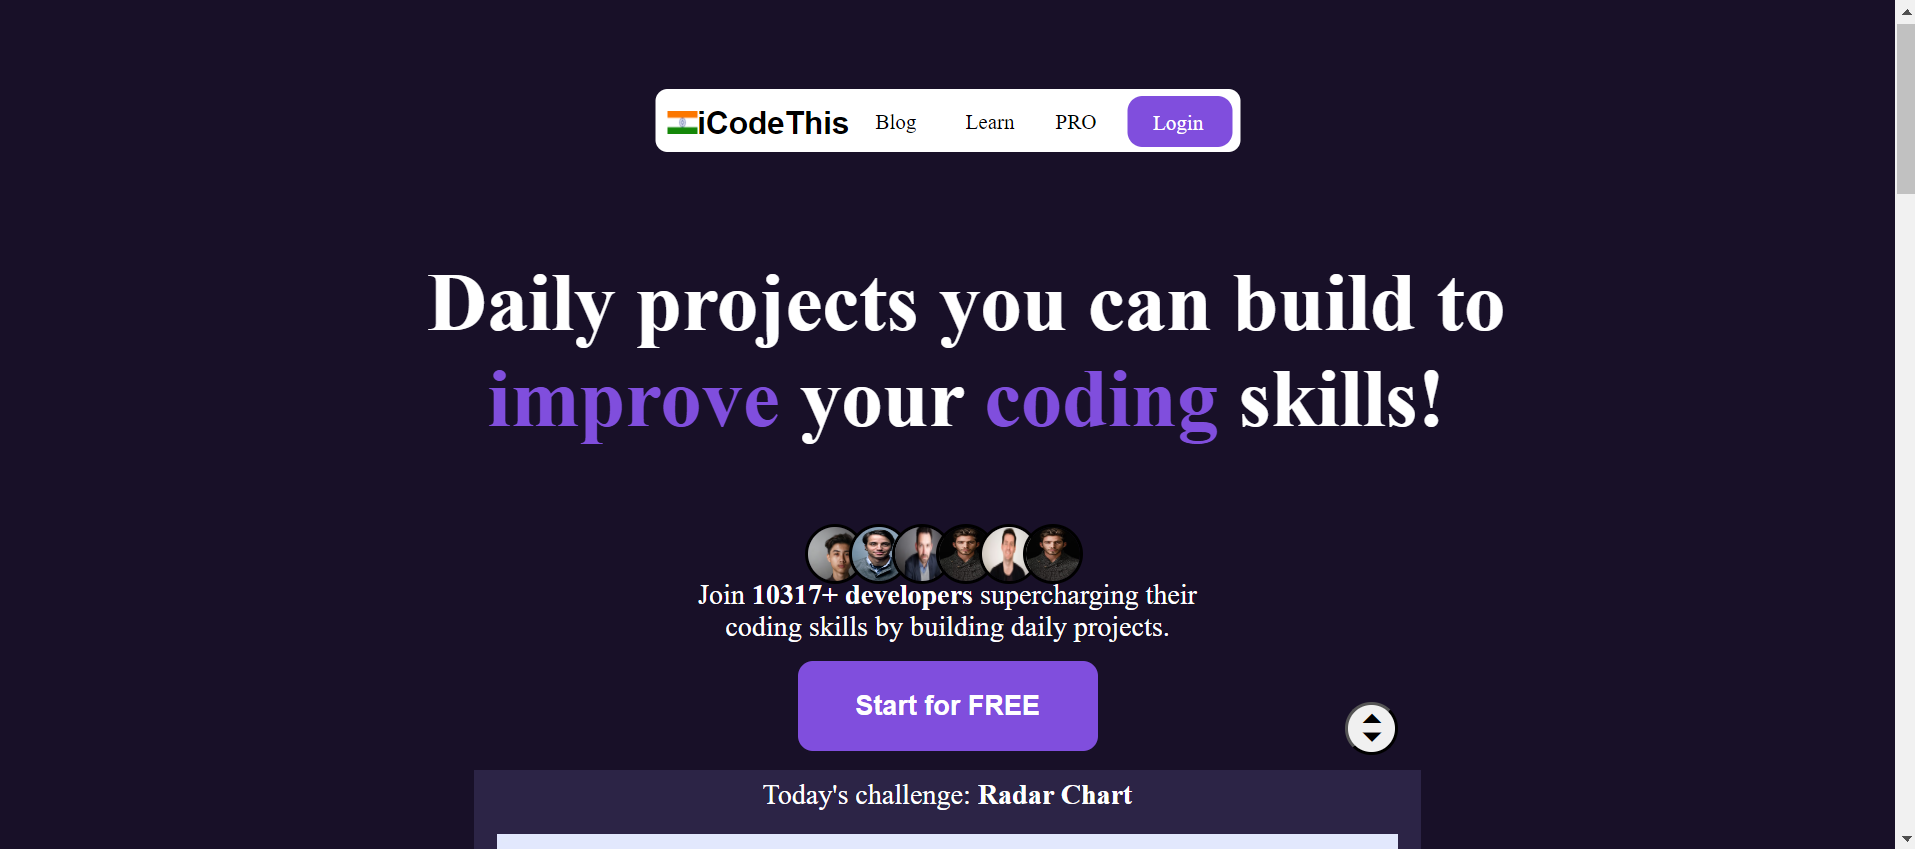 iCodeThis Blog Learn PRO Login
Daily projects you can build to
improve your coding skills!
Join 10317+ developers supercharging their
coding skills by building daily projects.
Start for FREE
Today's challenge: Radar Chart